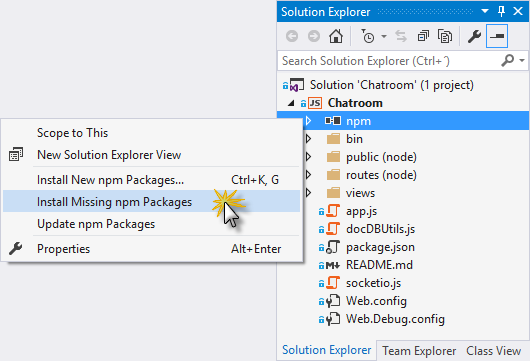 Solution Explorer
Search Solution Explorer (Ctrl+´)
Solution 'Chatroom' (1 project)
JS Chatroom
npm
bin
public (node)
routes (node)
views
app.js
docDBUtils.js
package.json
README.md
socketio.js
Web.config
Web.Debug.config
Solution Explorer Team Explorer Class View
Scope to This
New Solution Explorer View
Install New npm Packages... Ctrl+K, G
Install Missing npm Packages
Update npm Packages
Properties Alt+Enter